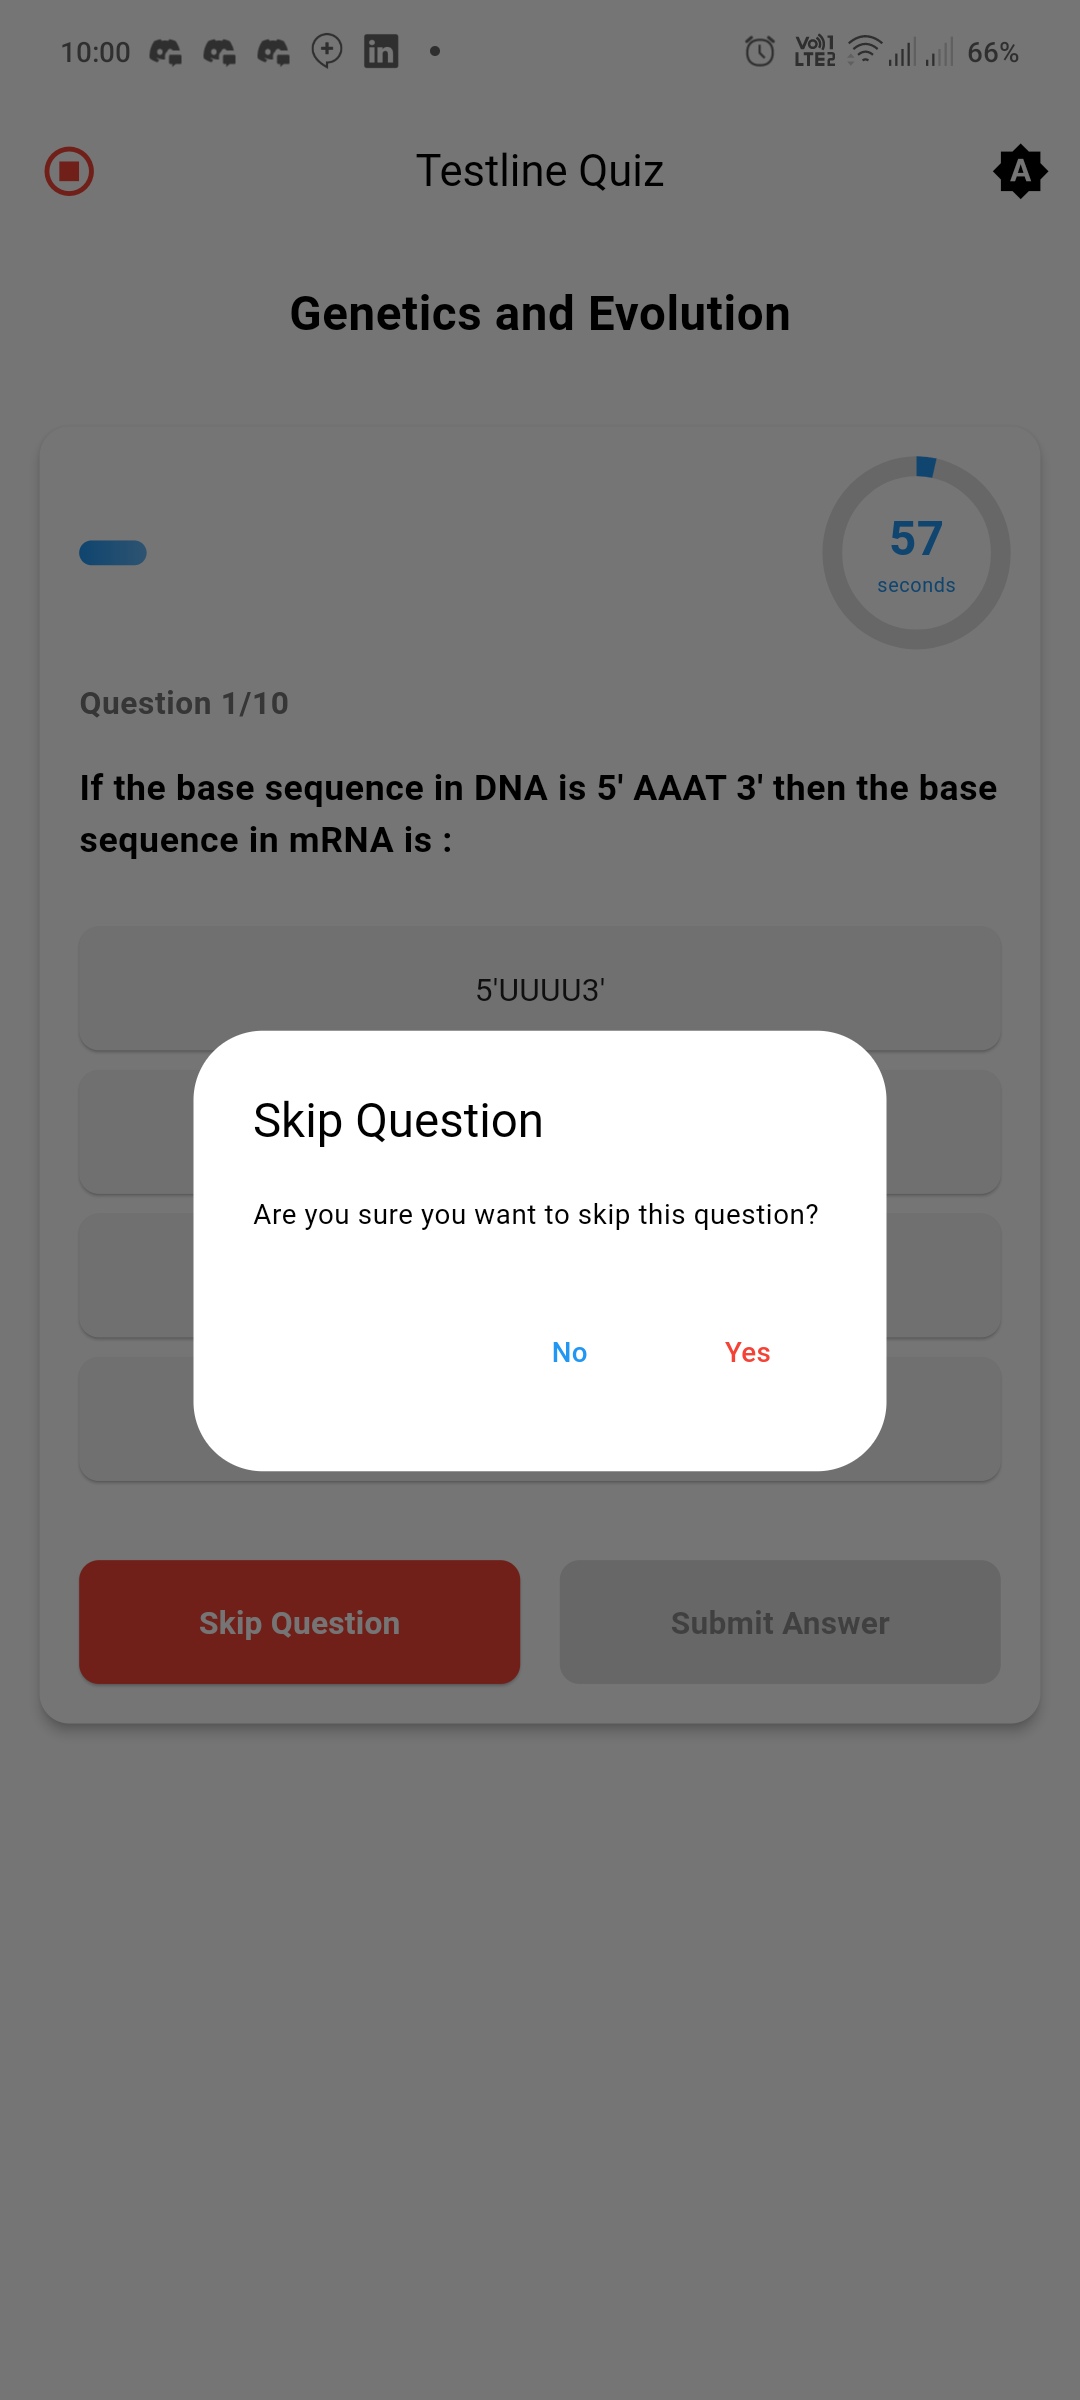 10:00 in Vo))1 LTE2 66%
Testline Quiz A
Genetics and Evolution
57
seconds
Question 1/10
If the base sequence in DNA is 5' AAAT 3' then the base
sequence in mRNA is :
5'UUUU3'
Skip Question
Are you sure you want to skip this question?
No Yes
Skip Question Submit Answer